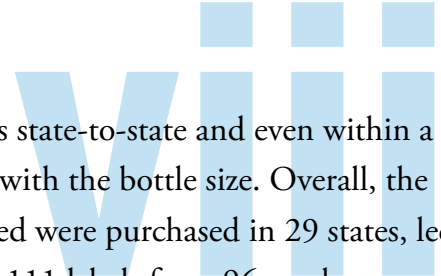 viii
s state-to-state and even within a
with the bottle size. Overall, the
ed were purchased in 29 states, le